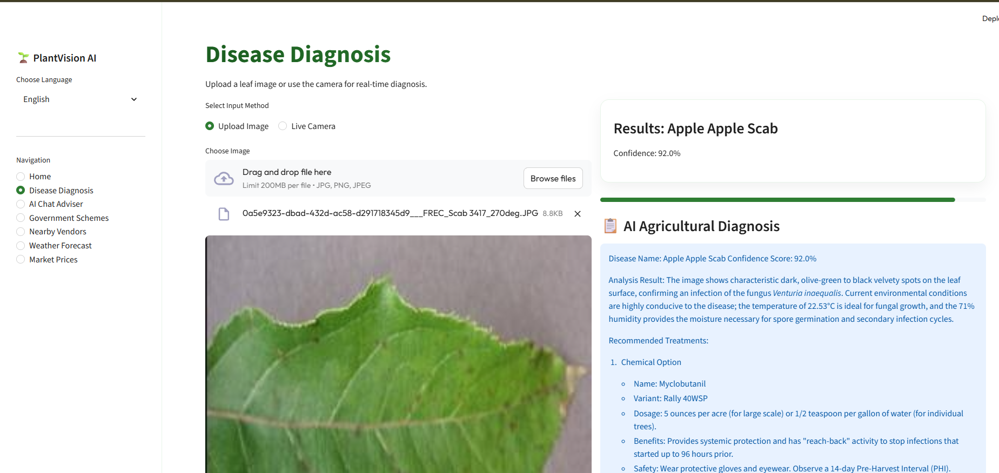 Depl
PlantVision AI
Choose Language
English
Navigation
Home
Disease Diagnosis
AI Chat Adviser
Government Schemes
Nearby Vendors
Weather Forecast
Market Prices
Disease Diagnosis
Upload a leaf image or use the camera for real-time diagnosis.
Select Input Method
Upload Image
Live Camera
Choose Image
Drag and drop file here
Limit 200MB per file • JPG, PNG, JPEG
Browse files
0a5e9323-dbad-432d-ac58-d291718345d9___FREC_Scab 3417_270deg.JPG 8.8KB
Results: Apple Apple Scab
Confidence: 92.0%
AI Agricultural Diagnosis
Disease Name: Apple Apple Scab Confidence Score: 92.0%
Analysis Result: The image shows characteristic dark, olive-green to black velvety spots on the leaf
surface, confirming an infection of the fungus Venturia inaequalis. Current environmental conditions
are highly conducive to the disease; the temperature of 22.53°C is ideal for fungal growth, and the 71%
humidity provides the moisture necessary for spore germination and secondary infection cycles.
Recommended Treatments:
1. Chemical Option
Name: Myclobutanil
Variant: Rally 40WSP
Dosage: 5 ounces per acre (for large scale) or 1/2 teaspoon per gallon of water (for individual
trees).
Benefits: Provides systemic protection and has "reach-back" activity to stop infections that
started up to 96 hours prior.
Safety: Wear protective gloves and eyewear. Observe a 14-day Pre-Harvest Interval (PHI).